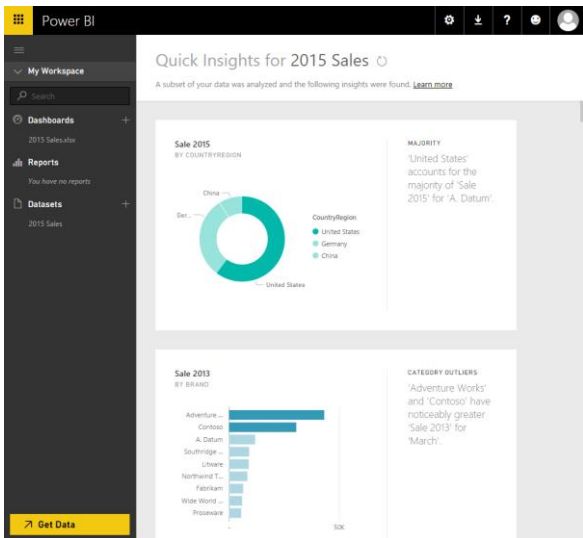 Power BI
?
My Workspace
Search
Dashboards +
2015 Sales.xlsx
Reports
You have no reports
Datasets +
2015 Sales
Get Data
Quick Insights for 2015 Sales
A subset of your data was analyzed and the following insights were found. Learn more
Sale 2015
BY COUNTRYREGION
China
Ger...
United States
CountryRegion
United States
Germany
China
MAJORITY
'United States'
accounts for the
majority of 'Sale
2015' for 'A. Datum'.
Sale 2013
BY BRAND
Adventure ...
Contoso
A. Datum
Southridge ...
Litware
Northwind T...
Fabrikam
Wide World ...
Proseware
-
50K
CATEGORY OUTLIERS
'Adventure Works'
and 'Contoso' have
noticeably greater
'Sale 2013' for
'March'.